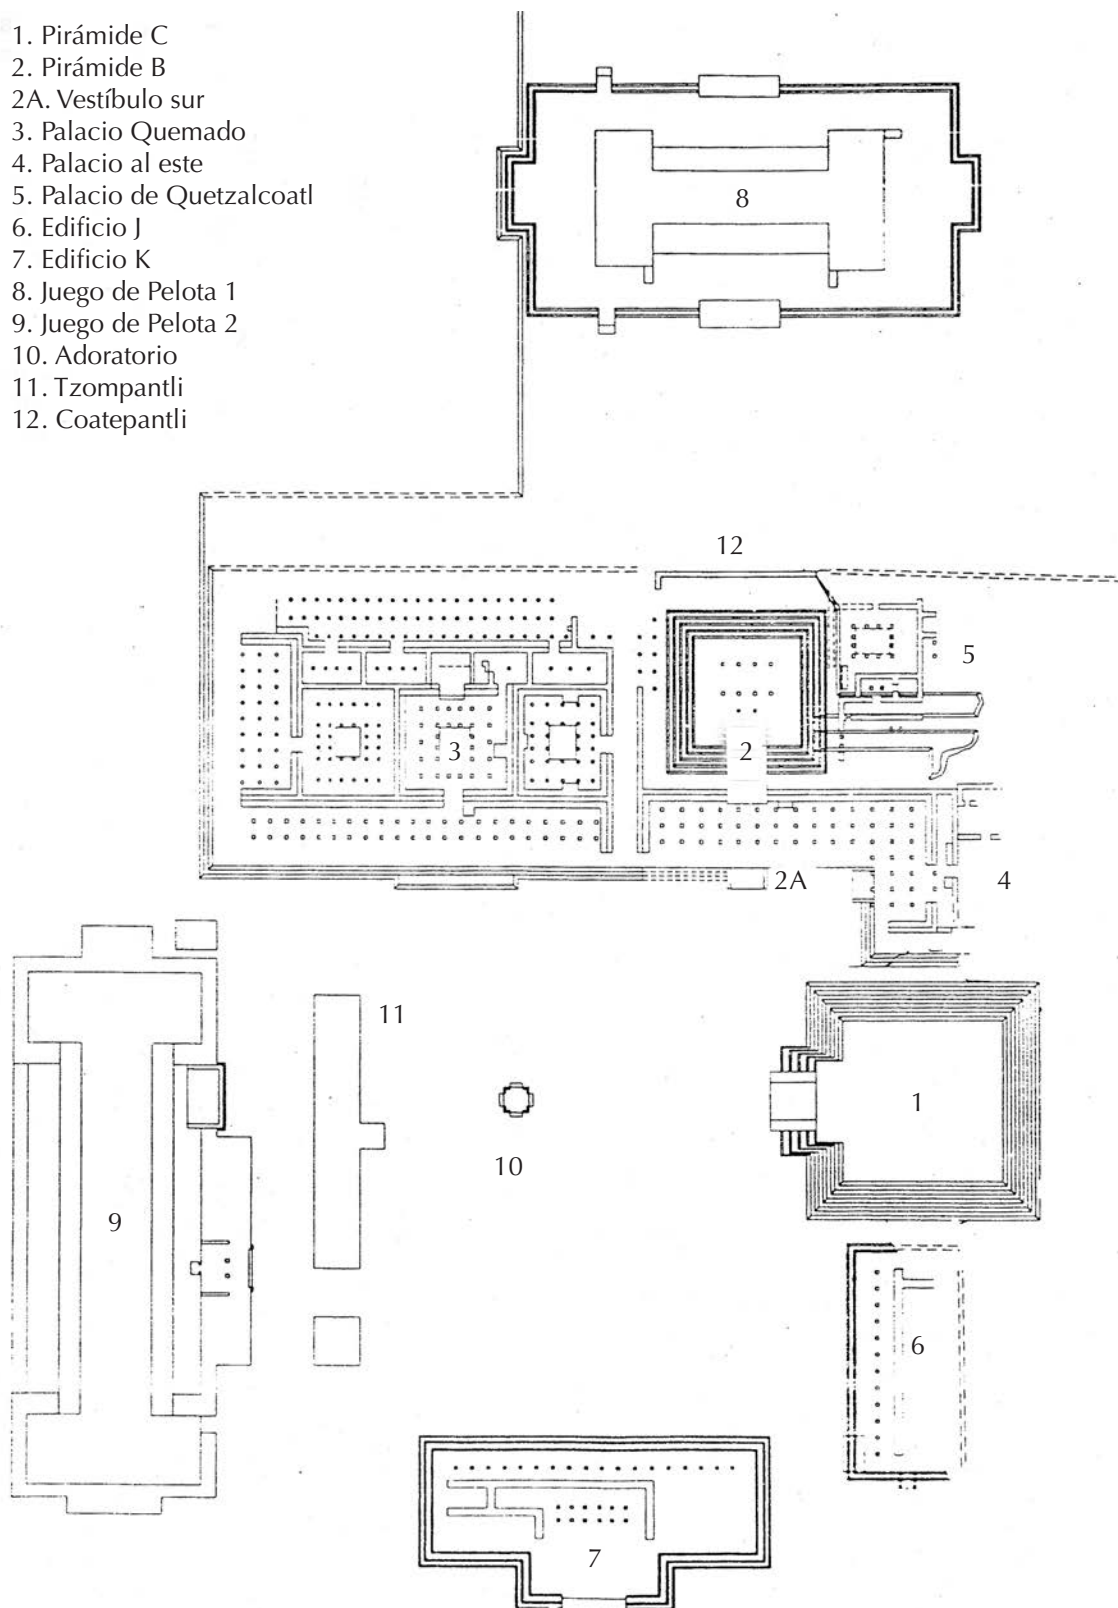 1. Pirámide C
2. Pirámide B
2A. Vestíbulo sur
3. Palacio Quemado
4. Palacio al este
5. Palacio de Quetzalcoatl
6. Edificio J
7. Edificio K
8. Juego de Pelota 1
9. Juego de Pelota 2
10. Adoratorio
11. Tzompantli
12. Coatepantli
8
12
5
3
2
2A
4
11
1
10
9
6
7